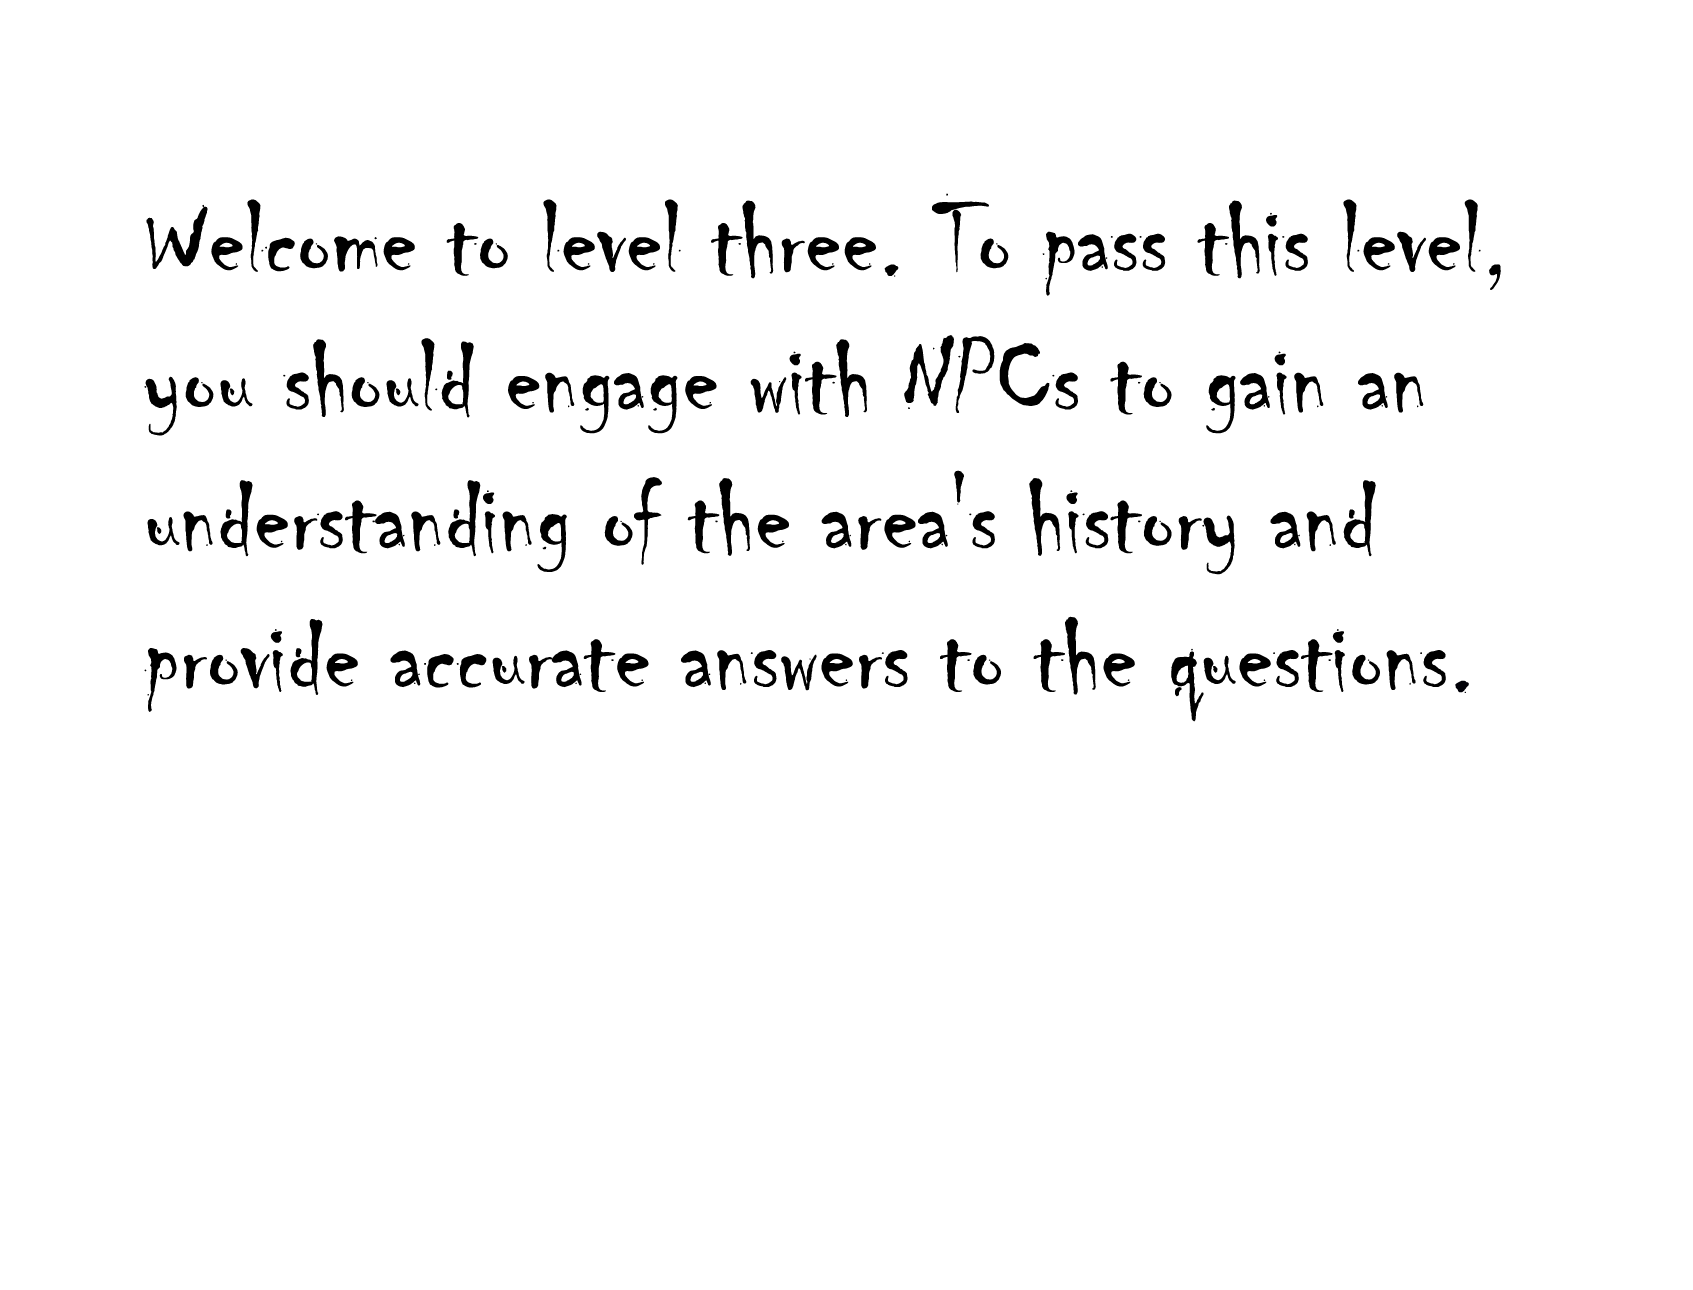 Welcome to level three. To pass this level,
you should engage with NPCs to gain an
understanding of the area's history and
provide accurate answers to the questions.